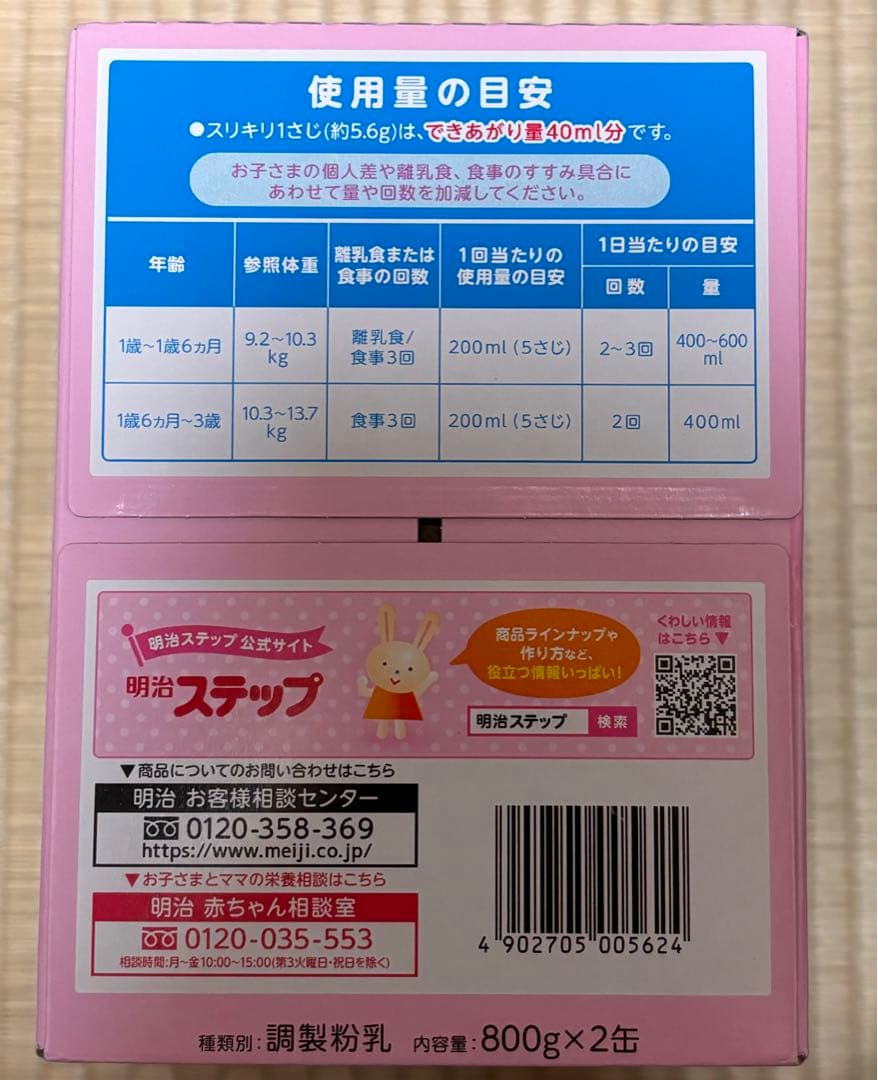 使用量の目安
●スリキリ1さじ(約5.6g)は、できあがり量40ml分です。
お子さまの個人差や離乳食、食事のすすみ具合に
あわせて量や回数を加減してください。
年齢
参照体重
離乳食または
食事の回数
1回当たりの
使用量の目安
1日当たりの目安
回数
量
1歳~1歳6ヵ月
9.2~10.3
kg
離乳食/
食事3回
200ml(5さじ)
2~3回
400~600
ml
1歳6ヵ月~3歳
10.3~13.7
kg
食事3回
200ml(5さじ)
2回
400ml
明治ステップ公式サイト
明治ステップ
商品ラインナップや
作り方など、
役立つ情報いっぱい!
明治ステップ 検索
くわしい情報
はこちら▼
▼商品についてのお問い合わせはこちら
明治 お客様相談センター
0120-358-369
https://www.meiji.co.jp/
▼お子さまとママの栄養相談はこちら
明治 赤ちゃん相談室
0120-035-553
相談時間:月~金10:00~15:00(第3火曜日・祝日を除く)
4 902705 005624
種類別:調製粉乳 内容量:800g×2缶